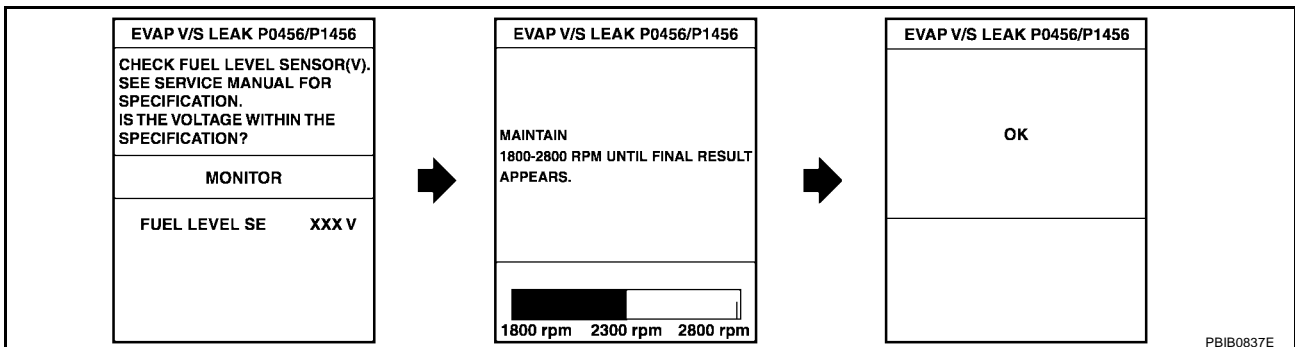 EVAP V/S LEAK P0456/P1456
CHECK FUEL LEVEL SENSOR(V).
SEE SERVICE MANUAL FOR
SPECIFICATION.
IS THE VOLTAGE WITHIN THE
SPECIFICATION?
MONITOR
FUEL LEVEL SE XXX V
EVAP V/S LEAK P0456/P1456
MAINTAIN
1800-2800 RPM UNTIL FINAL RESULT
APPEARS.
1800 rpm 2300 rpm 2800 rpm
EVAP V/S LEAK P0456/P1456
OK
PBIB0837E